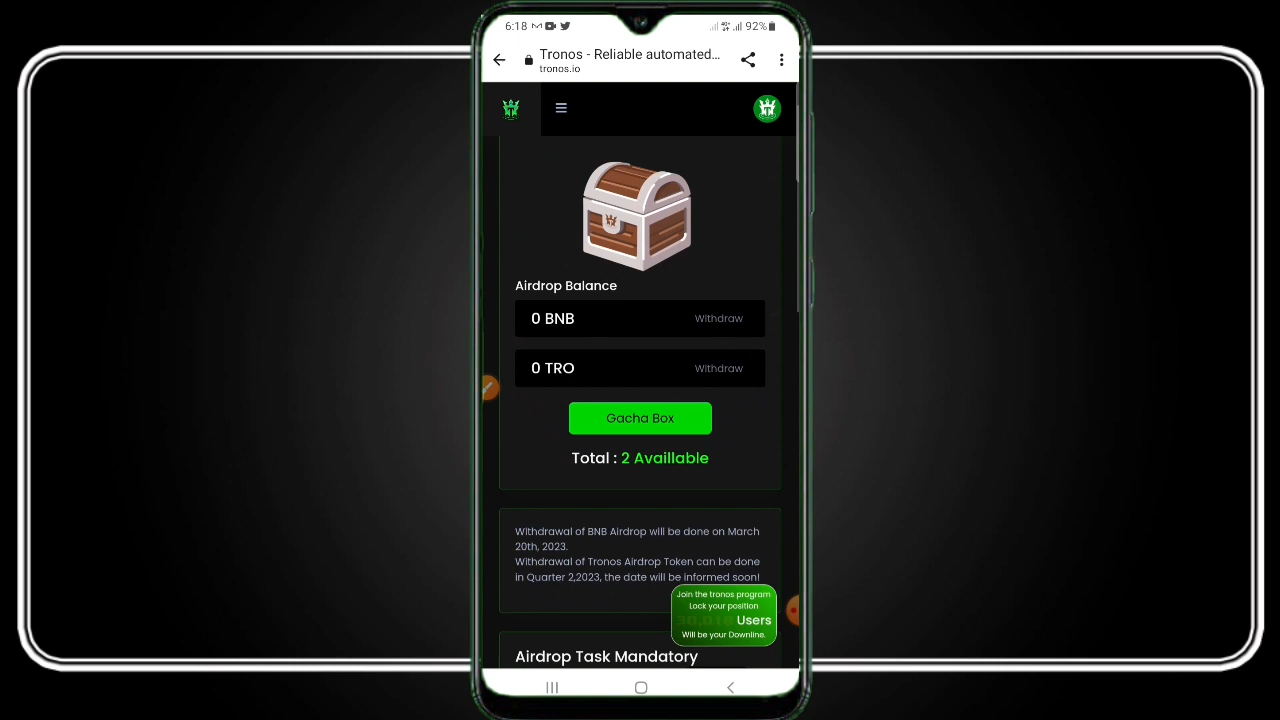 6:18
92%
Tronos - Reliable automated...
tronos.io
Airdrop Balance
0 BNB Withdraw
0 TRO Withdraw
Gacha Box
Total : 2 Availlable
Withdrawal of BNB Airdrop will be done on March
20th, 2023.
Withdrawal of Tronos Airdrop Token can be done
in Quarter 2,2023, the date will be informed soon!
Join the tronos program
Lock your position
Users
Will be your Downline.
Airdrop Task Mandatory